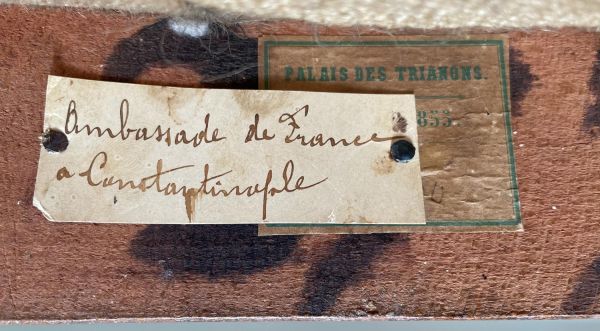 PALAIS DES TRIANONS.
853.
Ambassade de France
a Constantinople